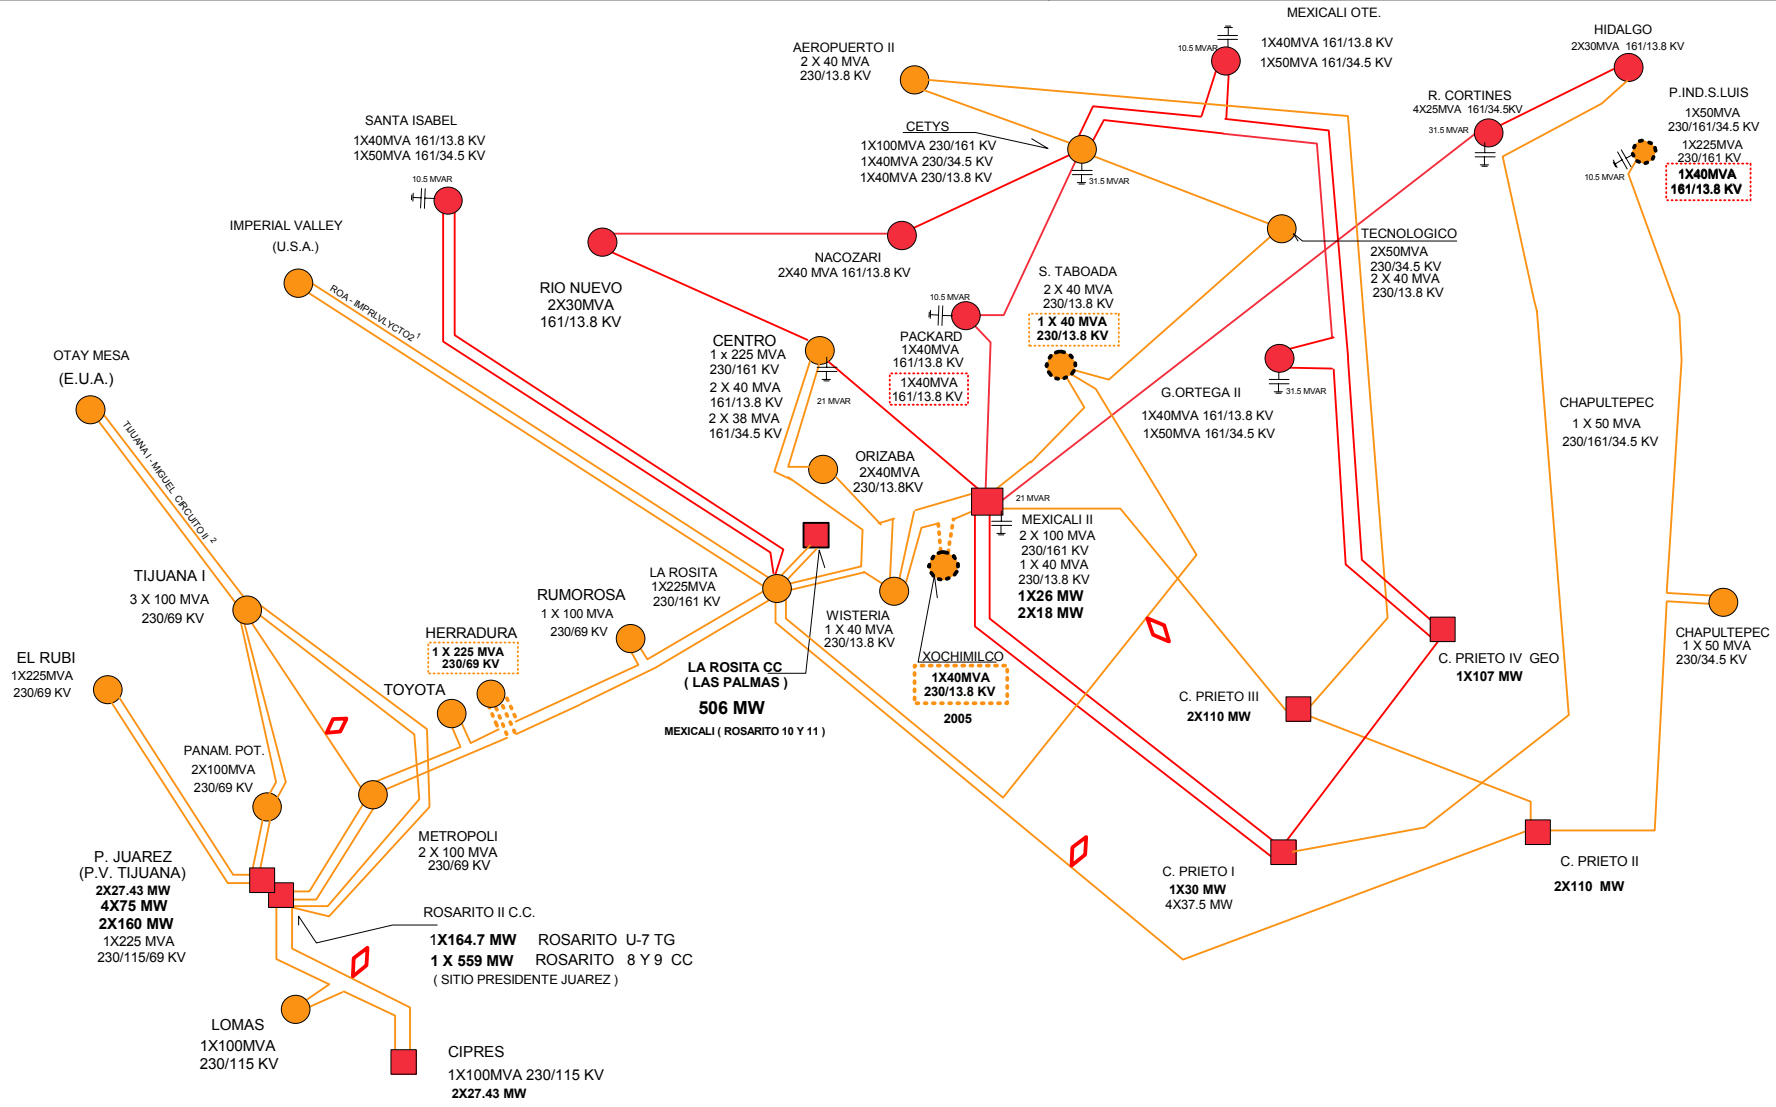 MEXICALI OTE.
1X40MVA 161/13.8 KV
1X50MVA 161/34.5 KV
10.5 MVAR
HIDALGO
2X30MVA 161/13.8 KV
AEROPUERTO II
2 X 40 MVA
230/13.8 KV
R. CORTINES
4X25MVA 161/34.5KV
31.5 MVAR
P.IND.S.LUIS
1X50MVA
230/161/34.5 KV
1X225MVA
230/161 KV
1X40MVA
161/13.8 KV
10.5 MVAR
SANTA ISABEL
1X40MVA 161/13.8 KV
1X50MVA 161/34.5 KV
10.5 MVAR
CETYS
1X100MVA 230/161 KV
1X40MVA 230/34.5 KV
1X40MVA 230/13.8 KV
31.5 MVAR
IMPERIAL VALLEY
(U.S.A.)
ROA - IMPRLVLYCTO2 1
NACOZARI
2X40 MVA 161/13.8 KV
TECNOLOGICO
2X50MVA
230/34.5 KV
2 X 40 MVA
230/13.8 KV
RIO NUEVO
2X30MVA
161/13.8 KV
S. TABOADA
2 X 40 MVA
230/13.8 KV
1 X 40 MVA
230/13.8 KV
10.5 MVAR
PACKARD
1X40MVA
161/13.8 KV
1X40MVA
161/13.8 KV
CENTRO
1 x 225 MVA
230/161 KV
2 X 40 MVA
161/13.8 KV
2 X 38 MVA
161/34.5 KV
21 MVAR
OTAY MESA
(E.U.A.)
TIJUANA I - MIGUEL CIRCUITO II 2
G.ORTEGA II
1X40MVA 161/13.8 KV
1X50MVA 161/34.5 KV
31.5 MVAR
CHAPULTEPEC
1 X 50 MVA
230/161/34.5 KV
ORIZABA
2X40MVA
230/13.8KV
21 MVAR
MEXICALI II
2 X 100 MVA
230/161 KV
1 X 40 MVA
230/13.8 KV
1X26 MW
2X18 MW
TIJUANA I
3 X 100 MVA
230/69 KV
RUMOROSA
1 X 100 MVA
230/69 KV
LA ROSITA
1X225MVA
230/161 KV
WISTERIA
1 X 40 MVA
230/13.8 KV
XOCHIMILCO
1X40MVA
230/13.8 KV
2005
HERRADURA
1 X 225 MVA
230/69 KV
EL RUBI
1X225MVA
230/69 KV
TOYOTA
LA ROSITA CC
( LAS PALMAS )
506 MW
MEXICALI ( ROSARITO 10 Y 11 )
C. PRIETO IV GEO
1X107 MW
CHAPULTEPEC
1 X 50 MVA
230/34.5 KV
C. PRIETO III
2X110 MW
PANAM. POT.
2X100MVA
230/69 KV
METROPOLI
2 X 100 MVA
230/69 KV
P. JUAREZ
(P.V. TIJUANA)
2X27.43 MW
4X75 MW
2X160 MW
1X225 MVA
230/115/69 KV
C. PRIETO I
1X30 MW
4X37.5 MW
C. PRIETO II
2X110 MW
ROSARITO II C.C.
1X164.7 MW ROSARITO U-7 TG
1 X 559 MW ROSARITO 8 Y 9 CC
( SITIO PRESIDENTE JUAREZ )
LOMAS
1X100MVA
230/115 KV
CIPRES
1X100MVA 230/115 KV
2X27.43 MW